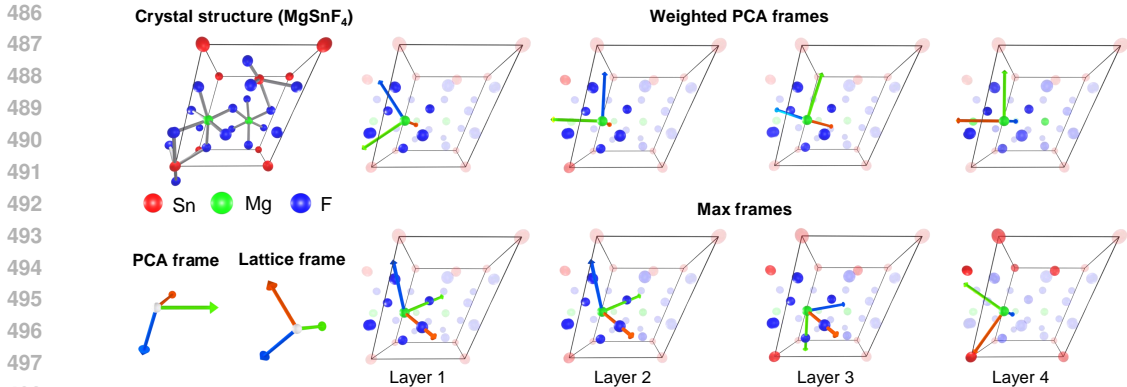 486
487
488
489
490
491
492
493
494
495
496
497
Crystal structure (MgSnF₄)
Weighted PCA frames
Sn Mg F
Max frames
PCA frame Lattice frame
Layer 1 Layer 2 Layer 3 Layer 4